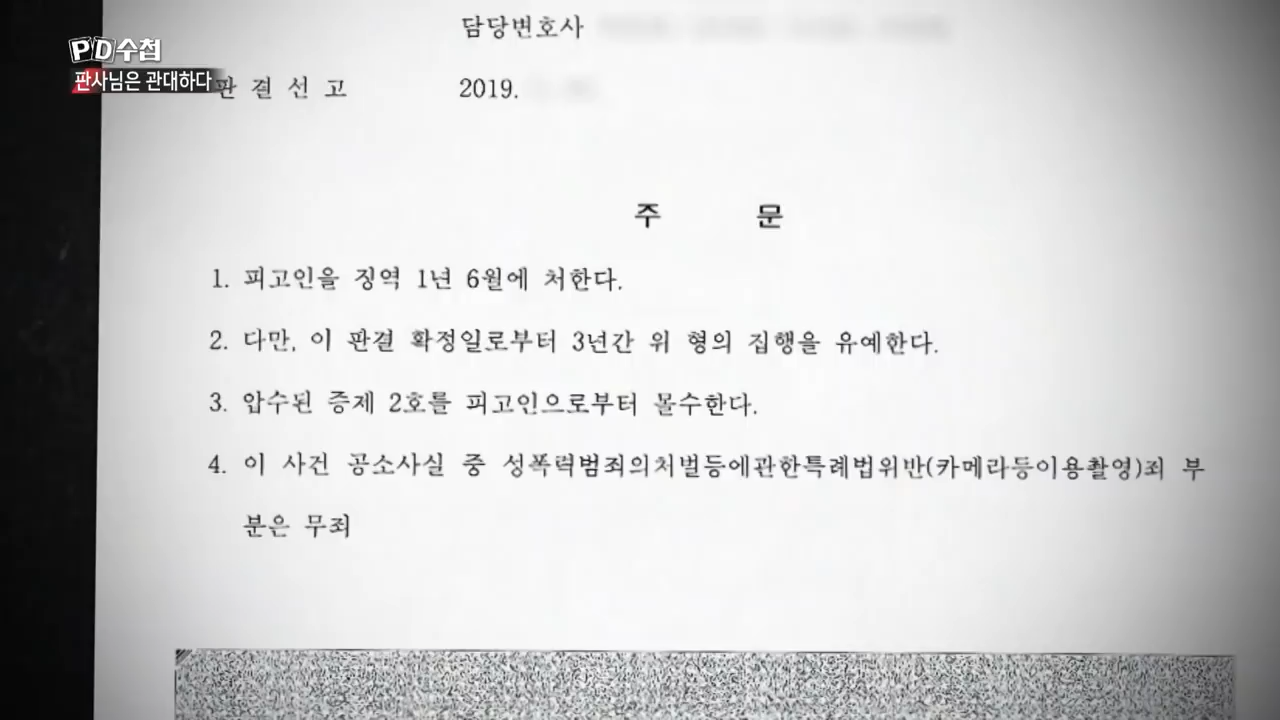 담당변호사
PD수첩
판사님은 관대하다
판 결 선 고 2019.
주 문
1. 피고인을 징역 1년 6월에 처한다.
2. 다만, 이 판결 확정일로부터 3년간 위 형의 집행을 유예한다.
3. 압수된 증제 2호를 피고인으로부터 몰수한다.
4. 이 사건 공소사실 중 성폭력범죄의처벌등에관한특례법위반(카메라등이용촬영)죄 부
분은 무죄